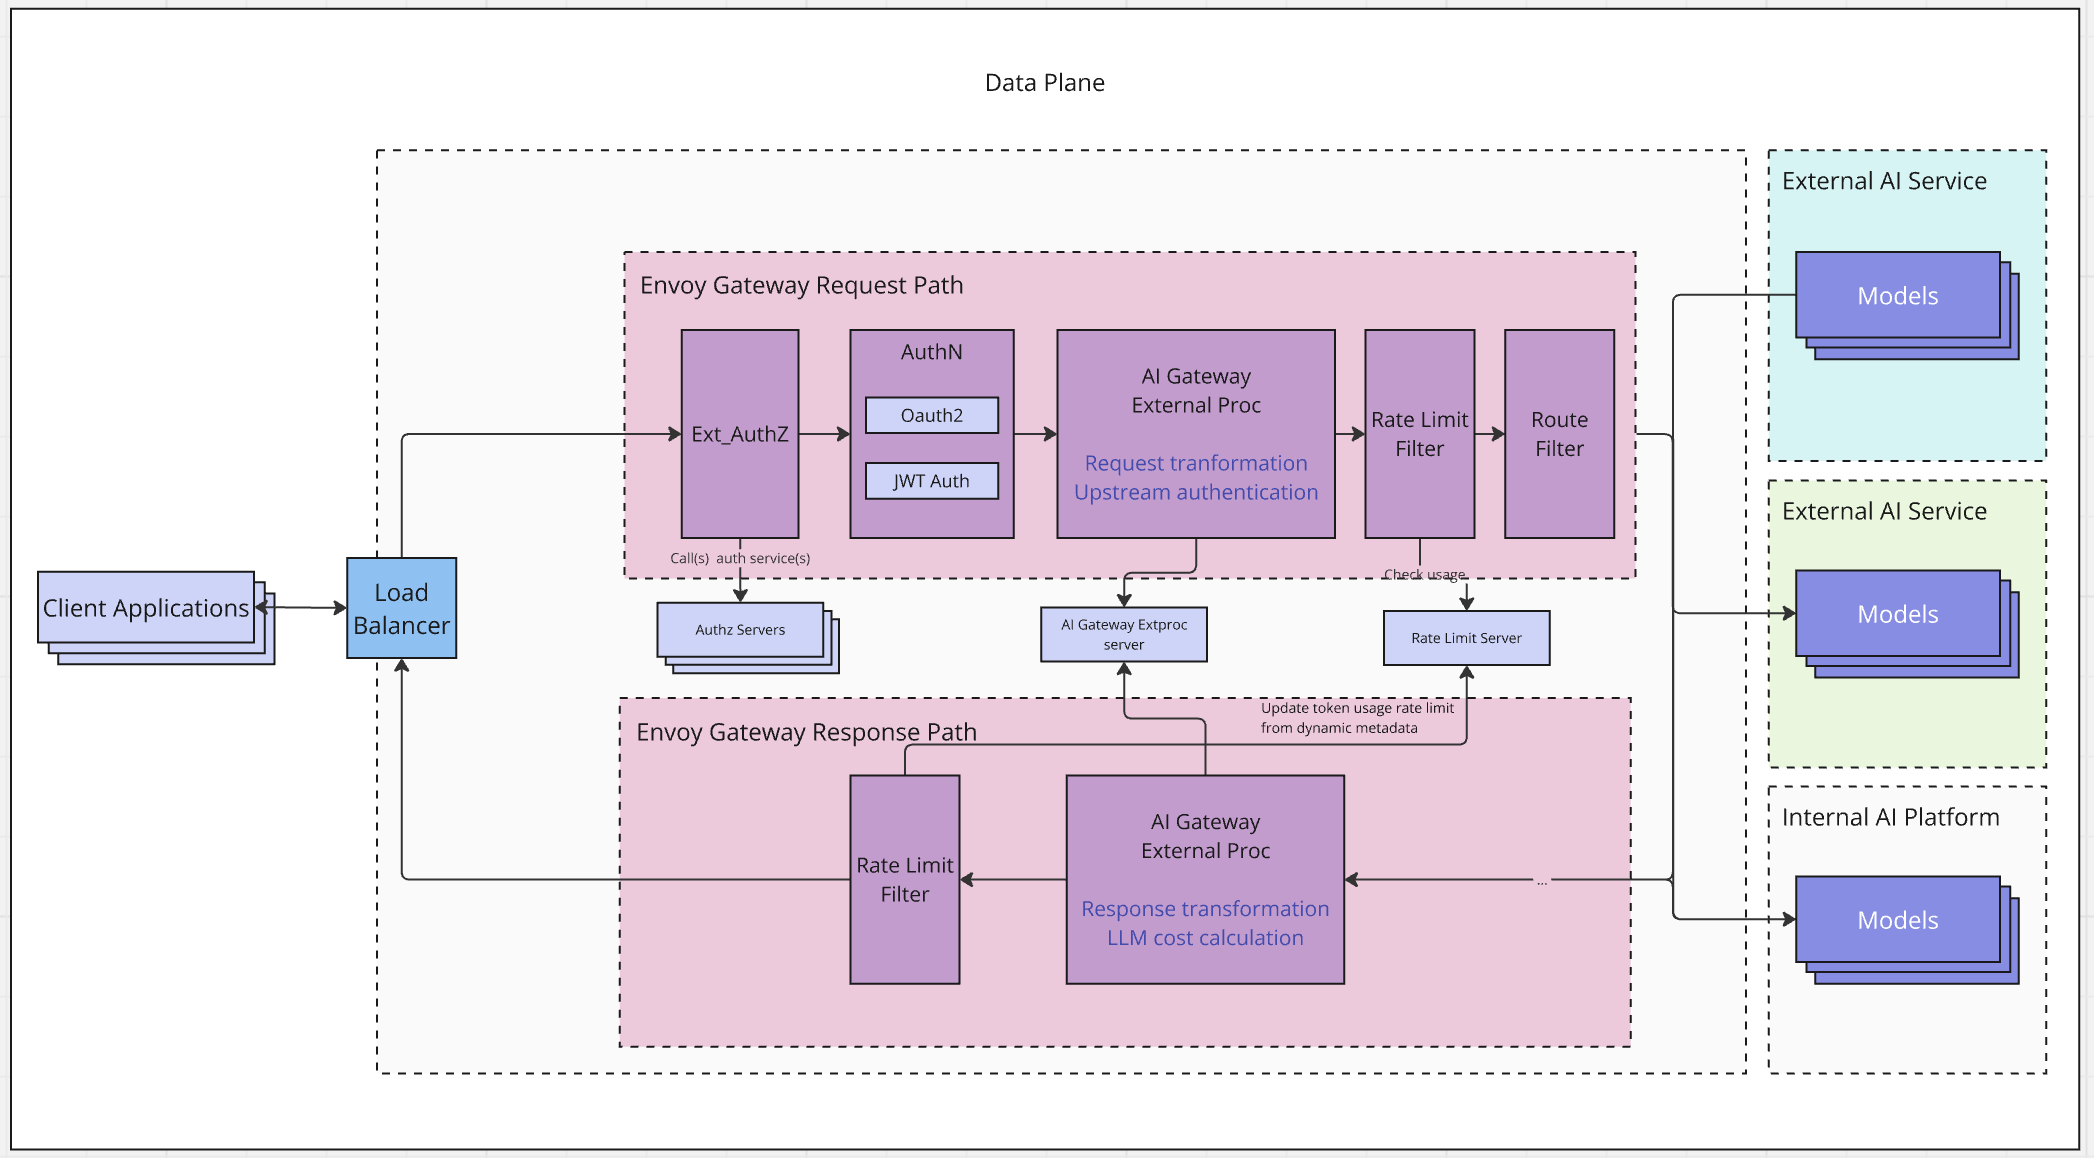 Data Plane
External AI Service
Models
Envoy Gateway Request Path
Ext_AuthZ
AuthN
Oauth2
JWT Auth
AI Gateway
External Proc
Request tranformation
Upstream authentication
Rate Limit
Filter
Route
Filter
Call(s) auth service(s)
Check usage
External AI Service
Models
Client Applications
Load
Balancer
Authz Servers
AI Gateway Extproc
server
Rate Limit Server
Envoy Gateway Response Path
Update token usage rate limit
from dynamic metadata
Rate Limit
Filter
AI Gateway
External Proc
Response transformation
LLM cost calculation
...
Internal AI Platform
Models